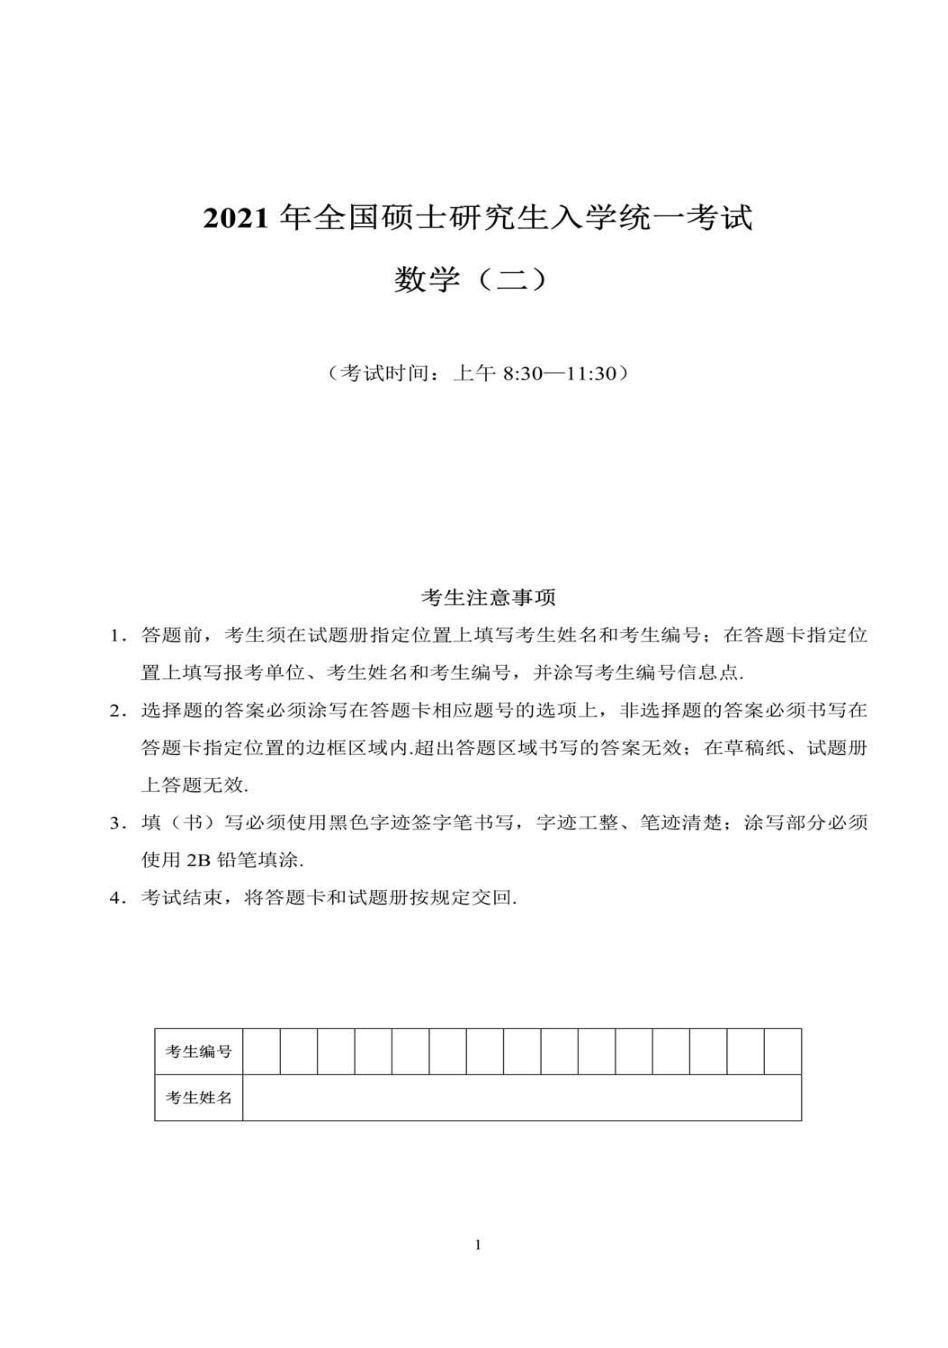 2021 年全国硕士研究生入学统一考试
数学（二）
（考试时间：上午 8:30—11:30）
考生注意事项
1．答题前，考生须在试题册指定位置上填写考生姓名和考生编号；在答题卡指定位
置上填写报考单位、考生姓名和考生编号，并涂写考生编号信息点.
2．选择题的答案必须涂写在答题卡相应题号的选项上，非选择题的答案必须书写在
答题卡指定位置的边框区域内.超出答题区域书写的答案无效；在草稿纸、试题册
上答题无效.
3．填（书）写必须使用黑色字迹签字笔书写，字迹工整、笔迹清楚；涂写部分必须
使用 2B 铅笔填涂.
4．考试结束，将答题卡和试题册按规定交回.
考生编号
考生姓名
1